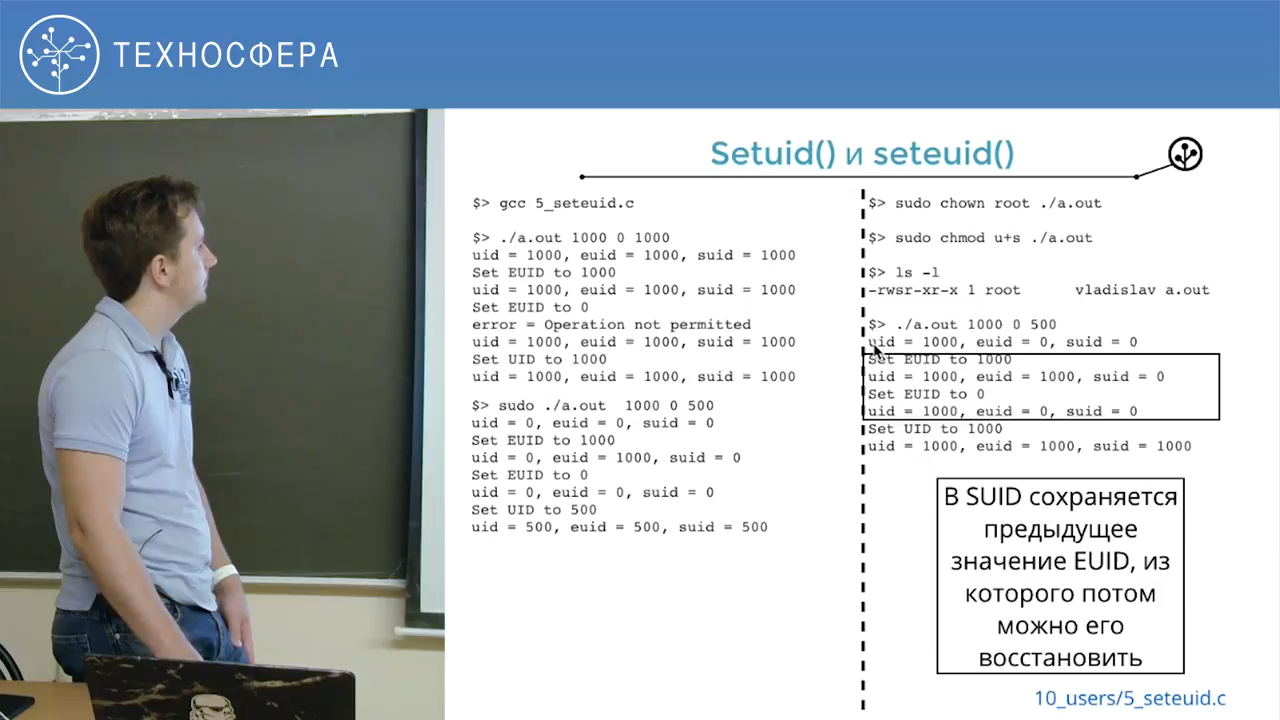 ТЕХНОСФЕРА
Setuid() и seteuid()
$> gcc 5_seteuid.c
$> ./a.out 1000 0 1000
uid = 1000, euid = 1000, suid = 1000
Set EUID to 1000
uid = 1000, euid = 1000, suid = 1000
Set EUID to 0
error = Operation not permitted
uid = 1000, euid = 1000, suid = 1000
Set UID to 1000
uid = 1000, euid = 1000, suid = 1000
$> sudo ./a.out  1000 0 500
uid = 0, euid = 0, suid = 0
Set EUID to 1000
uid = 0, euid = 1000, suid = 0
Set EUID to 0
uid = 0, euid = 0, suid = 0
Set UID to 500
uid = 500, euid = 500, suid = 500
$> sudo chown root ./a.out
$> sudo chmod u+s ./a.out
$> ls -l
-rwsr-xr-x 1 root      vladislav a.out
$> ./a.out 1000 0 500
uid = 1000, euid = 0, suid = 0
Set EUID to 1000
uid = 1000, euid = 1000, suid = 0
Set EUID to 0
uid = 1000, euid = 0, suid = 0
Set UID to 1000
uid = 1000, euid = 1000, suid = 1000
В SUID сохраняется
предыдущее
значение EUID, из
которого потом
можно его
восстановить
10_users/5_seteuid.c